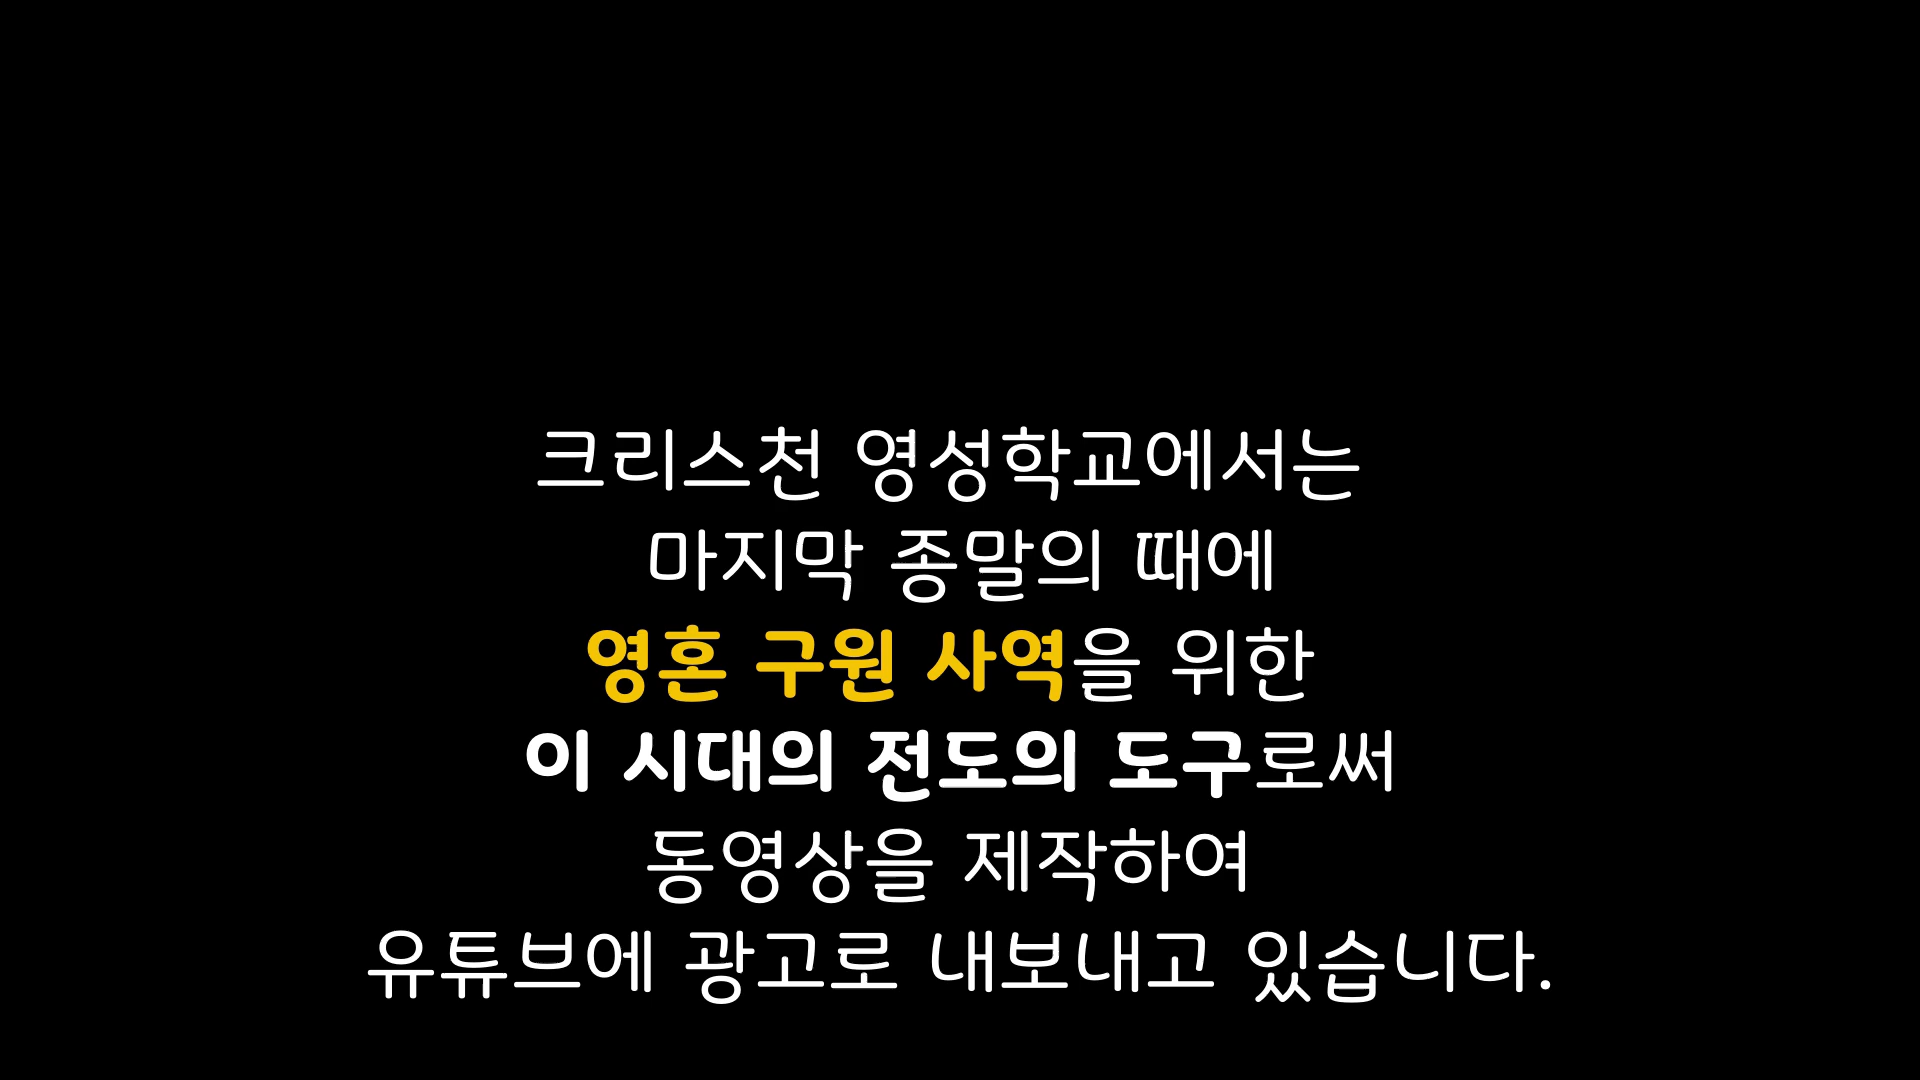 크리스천 영성학교에서는
마지막 종말의 때에
영혼 구원 사역을 위한
이 시대의 전도의 도구로써
동영상을 제작하여
유튜브에 광고로 내보내고 있습니다.